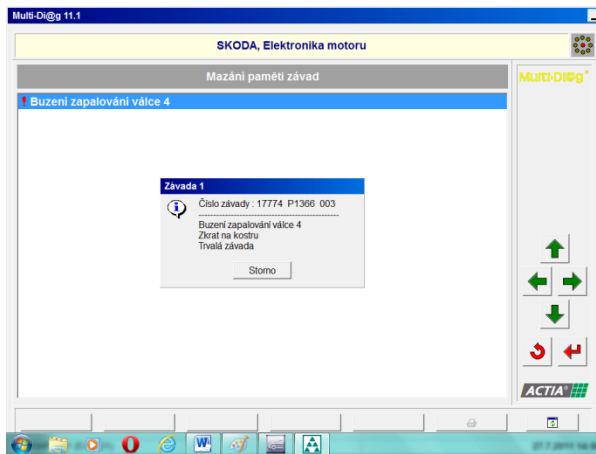 Multi-Di@g 11.1
SKODA, Elektronika motoru
Mazání paměti závad
Multi-Di@g®
! Buzení zapalování válce 4
Závada 1
Číslo závady : 17774 P1366 003
Buzení zapalování válce 4
Zkrat na kostru
Trvalá závada
Storno
ACTIA®